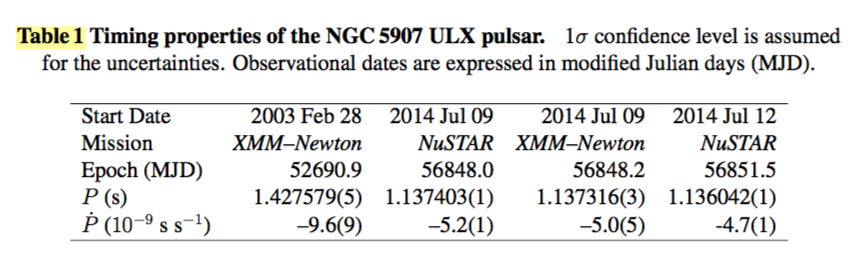 Table 1 Timing properties of the NGC 5907 ULX pulsar. 1σ confidence level is assumed
for the uncertainties. Observational dates are expressed in modified Julian days (MJD).
Start Date 2003 Feb 28 2014 Jul 09 2014 Jul 09 2014 Jul 12
Mission XMM–Newton NuSTAR XMM–Newton NuSTAR
Epoch (MJD) 52690.9 56848.0 56848.2 56851.5
P (s) 1.427579(5) 1.137403(1) 1.137316(3) 1.136042(1)
Ṗ (10⁻⁹ s s⁻¹) –9.6(9) –5.2(1) –5.0(5) -4.7(1)